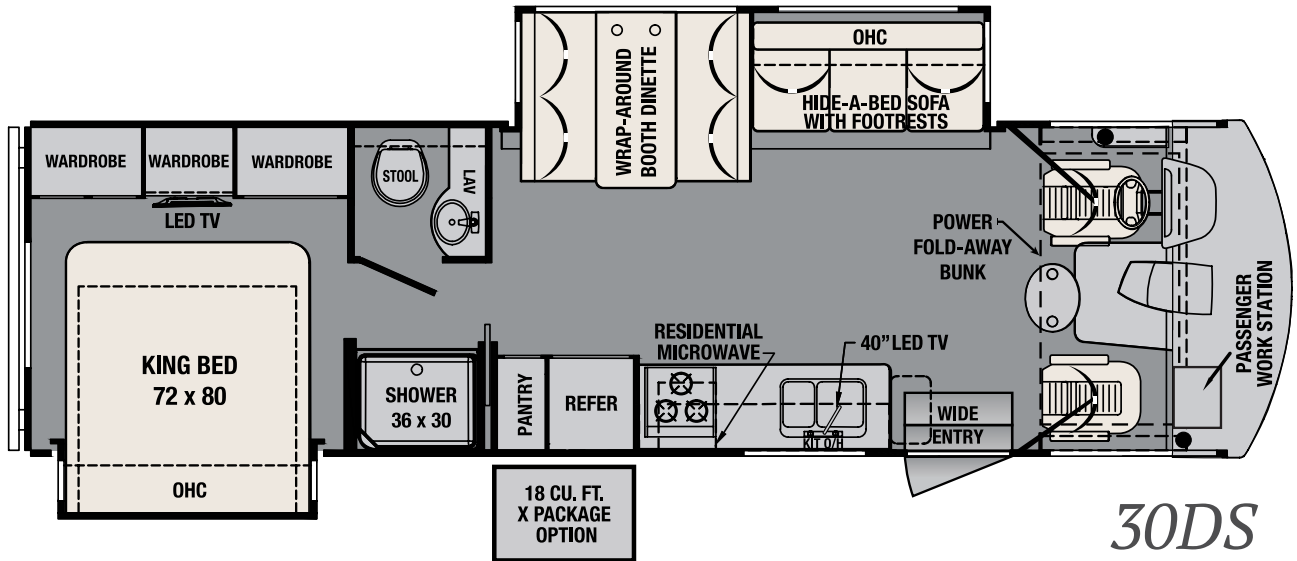 OHC
WRAP-AROUND
BOOTH DINETTE
HIDE-A-BED SOFA
WITH FOOTRESTS
WARDROBE
WARDROBE
WARDROBE
STOOL
LAV
LED TV
POWER
FOLD-AWAY
BUNK
PASSENGER
WORK STATION
KING BED
72 x 80
SHOWER
36 x 30
PANTRY
REFER
RESIDENTIAL
MICROWAVE
40” LED TV
KIT O/H
WIDE
ENTRY
OHC
18 CU. FT.
X PACKAGE
OPTION
30DS